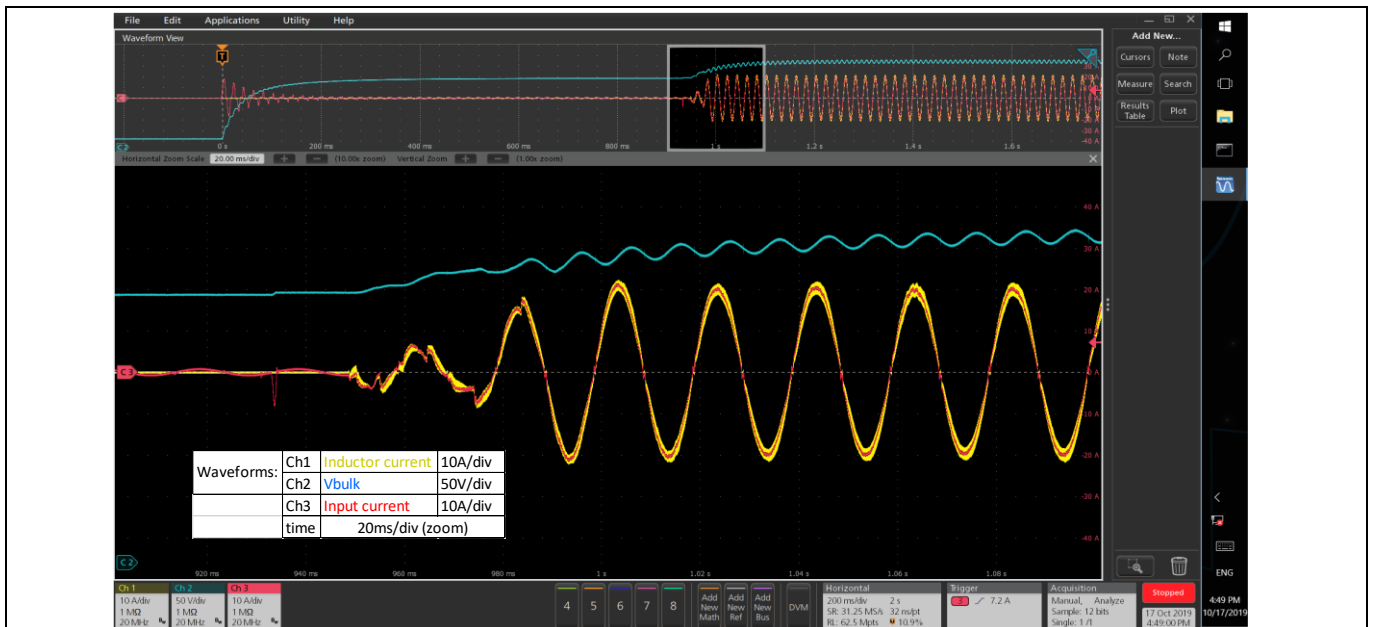 File Edit Applications Utility Help
Waveform View
Add New...
T
Cursors Note
Measure Search
Results Table Plot
-30 A
-40 A
0 s 200 ms 400 ms 600 ms 800 ms 1 s 1.2 s 1.4 s 1.6 s
Horizontal Zoom Scale 20.00 ms/div + − (10.00x zoom) Vertical Zoom + − (1.00x zoom)
40 A
30 A
20 A
10 A
C 3
0 A
-10 A
-20 A
-30 A
-40 A
Waveforms: Ch1 Inductor current 10A/div
Ch2 Vbulk 50V/div
Ch3 Input current 10A/div
time 20ms/div (zoom)
C 2
920 ms 940 ms 960 ms 980 ms 1 s 1.02 s 1.04 s 1.06 s 1.08 s
ENG
Ch 1 Ch 2 Ch 3
10 A/div 50 V/div 10 A/div
1 MΩ 1 MΩ 1 MΩ
20 MHz 20 MHz 20 MHz
4 5 6 7 8
Add New Math
Add New Ref
Add New Bus
DVM
Horizontal
200 ms/div 2 s
SR: 31.25 MS/s 32 ns/pt
RL: 62.5 Mpts 10.9%
Trigger
3 7.2 A
Acquisition
Manual, Analyze
Sample: 12 bits
Single: 1 /1
Stopped
17 Oct 2019
4:49:00 PM
4:49 PM
10/17/2019